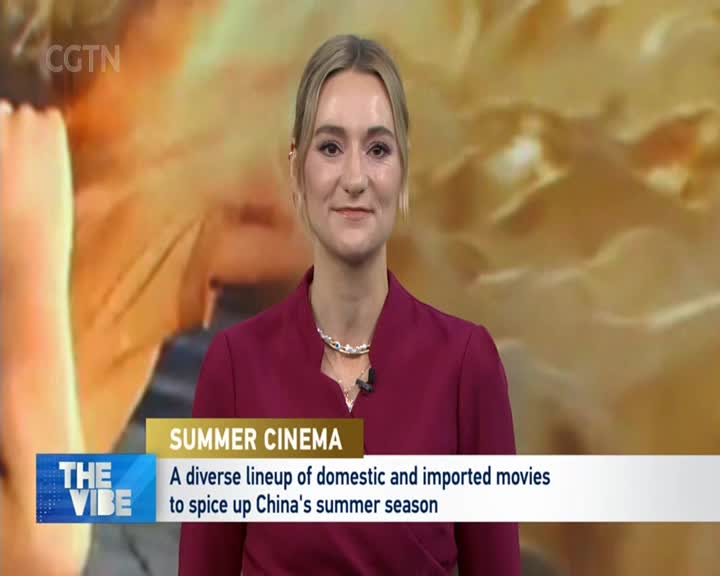 CGTN
SUMMER CINEMA
THE
VIBE
A diverse lineup of domestic and imported movies
to spice up China's summer season